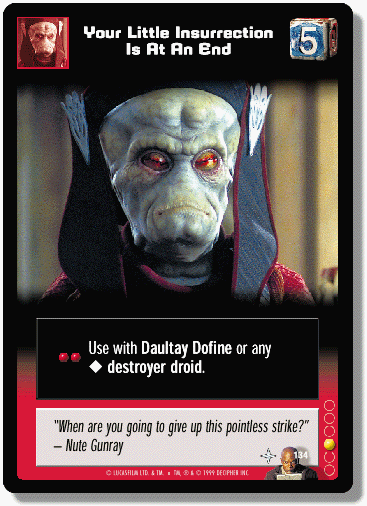 Your Little Insurrection
Is At An End
5
Use with Daultay Dofine or any
◆ destroyer droid.
"When are you going to give up this pointless strike?"
– Nute Gunray
134
© LUCASFILM LTD. & TM. ● TM, ® & © 1999 DECIPHER INC.